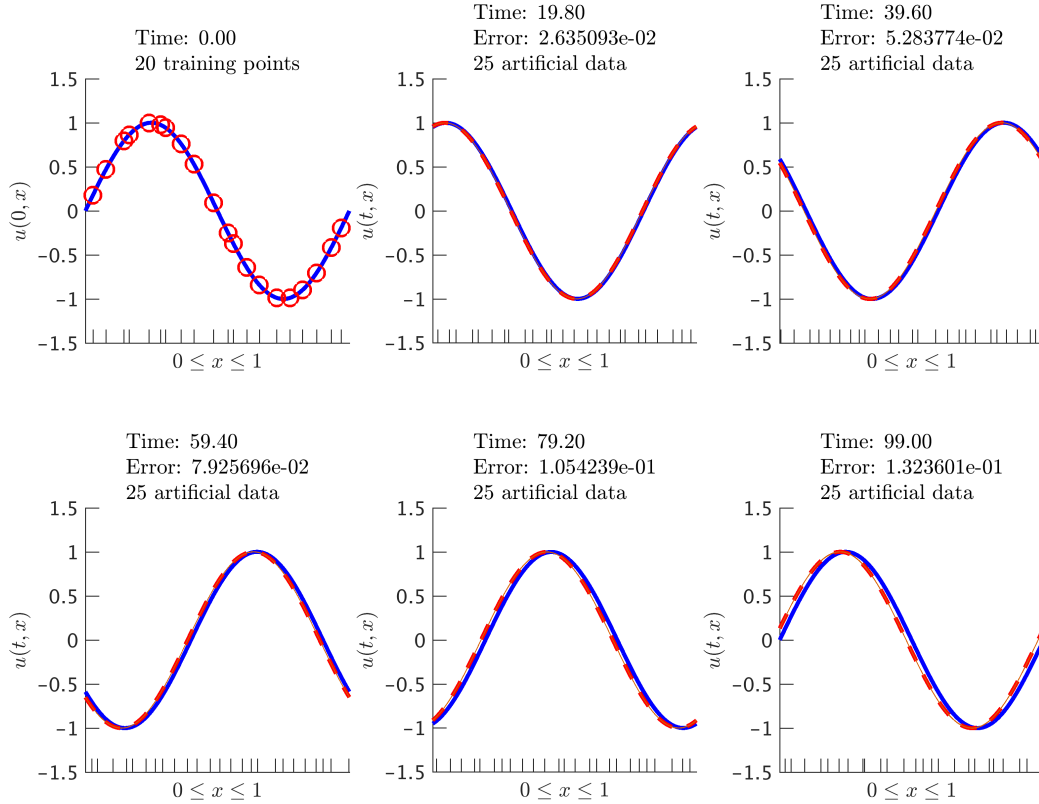 Time: 0.00
20 training points
1.5
1
0.5
0
−0.5
−1
−1.5
u(0, x)
0 ≤ x ≤ 1
Time: 19.80
Error: 2.635093e-02
25 artificial data
1.5
1
0.5
0
−0.5
−1
−1.5
u(t, x)
0 ≤ x ≤ 1
Time: 39.60
Error: 5.283774e-02
25 artificial data
1.5
1
0.5
0
−0.5
−1
−1.5
u(t, x)
0 ≤ x ≤ 1
Time: 59.40
Error: 7.925696e-02
25 artificial data
1.5
1
0.5
0
−0.5
−1
−1.5
u(t, x)
0 ≤ x ≤ 1
Time: 79.20
Error: 1.054239e-01
25 artificial data
1.5
1
0.5
0
−0.5
−1
−1.5
u(t, x)
0 ≤ x ≤ 1
Time: 99.00
Error: 1.323601e-01
25 artificial data
1.5
1
0.5
0
−0.5
−1
−1.5
u(t, x)
0 ≤ x ≤ 1